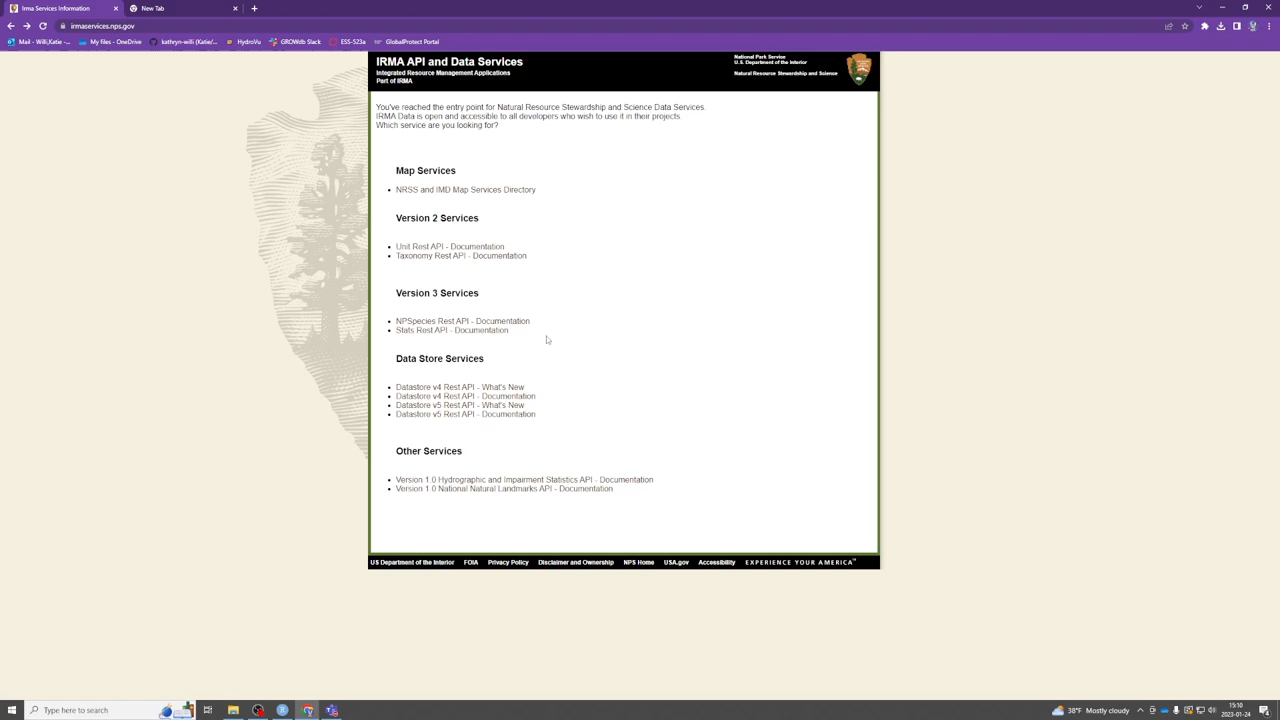 Irma Services Information
New Tab
irmaservices.nps.gov
Mail - Willi,Katie -...
My files - OneDrive
kathryn-willi (Katie/...
HydroVu
GROWdb Slack
ESS-523a
GlobalProtect Portal
IRMA API and Data Services
Integrated Resource Management Applications
Part of IRMA
National Park Service
U.S. Department of the Interior
Natural Resource Stewardship and Science
You've reached the entry point for Natural Resource Stewardship and Science Data Services.
IRMA Data is open and accessible to all developers who wish to use it in their projects.
Which service are you looking for?
Map Services
NRSS and IMD Map Services Directory
Version 2 Services
Unit Rest API - Documentation
Taxonomy Rest API - Documentation
Version 3 Services
NPSpecies Rest API - Documentation
Stats Rest API - Documentation
Data Store Services
Datastore v4 Rest API - What's New
Datastore v4 Rest API - Documentation
Datastore v5 Rest API - What's New
Datastore v5 Rest API - Documentation
Other Services
Version 1.0 Hydrographic and Impairment Statistics API - Documentation
Version 1.0 National Natural Landmarks API - Documentation
US Department of the Interior FOIA Privacy Policy Disclaimer and Ownership NPS Home USA.gov Accessibility EXPERIENCE YOUR AMERICA™
Type here to search
38°F Mostly cloudy
15:10
2023-01-24